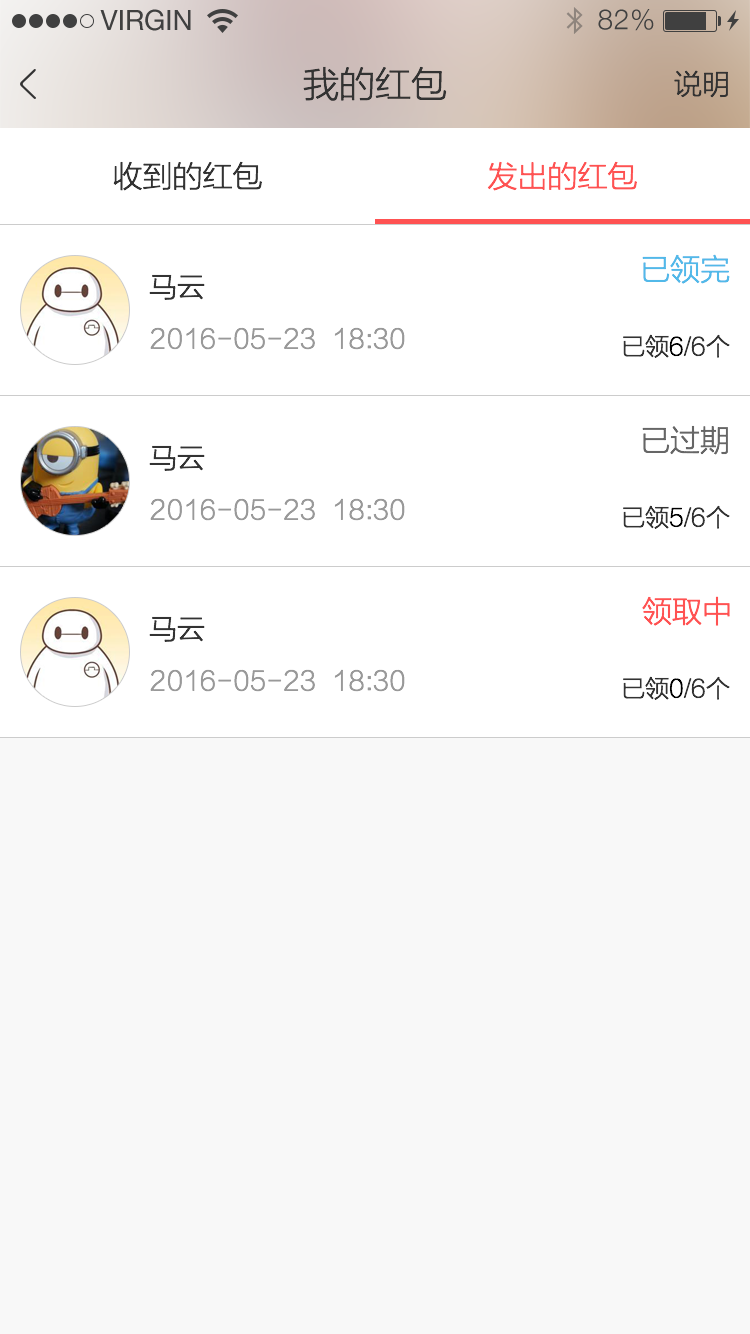 VIRGIN 82%
我的红包 说明
收到的红包 发出的红包
马云 已领完
2016-05-23 18:30 已领6/6个
马云 已过期
2016-05-23 18:30 已领5/6个
马云 领取中
2016-05-23 18:30 已领0/6个